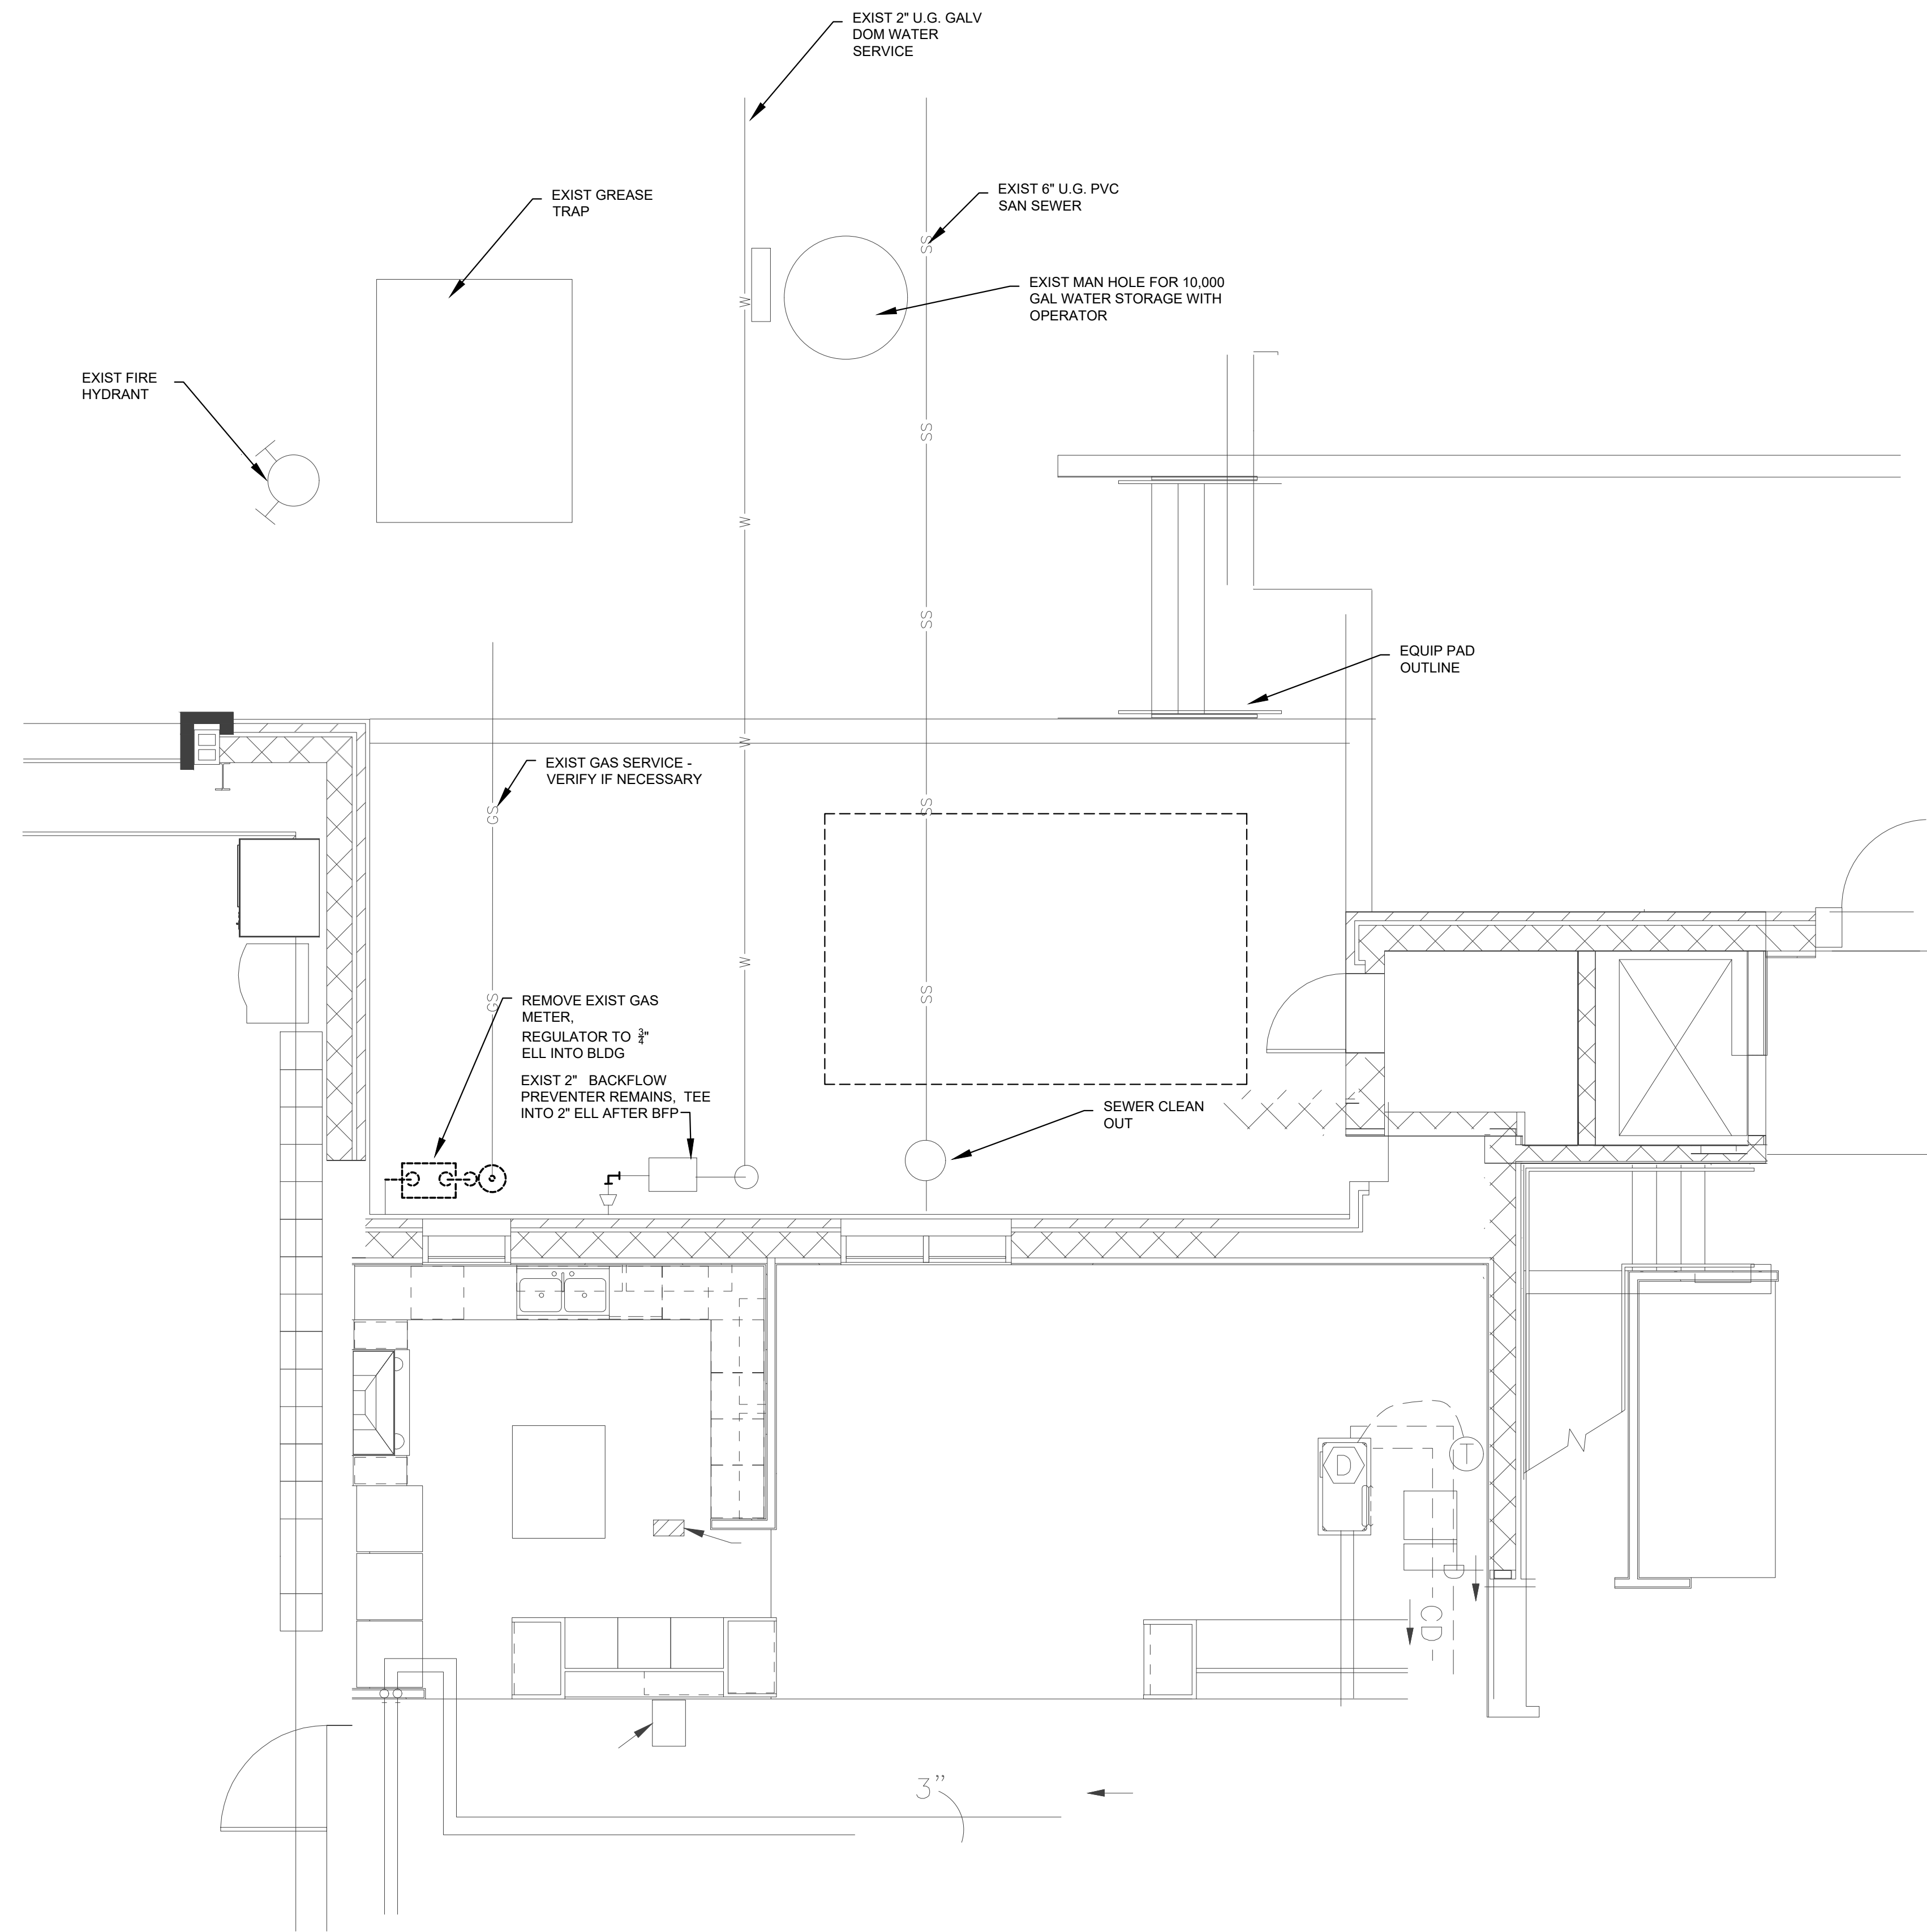 EXIST 2" U.G. GALV
DOM WATER
SERVICE
EXIST GREASE
TRAP
EXIST 6" U.G. PVC
SAN SEWER
SS
EXIST MAN HOLE FOR 10,000
GAL WATER STORAGE WITH
OPERATOR
W
EXIST FIRE
HYDRANT
SS
W
SS
EQUIP PAD
OUTLINE
W
EXIST GAS SERVICE -
VERIFY IF NECESSARY
GS
SS
W
SS
GS
REMOVE EXIST GAS
METER,
REGULATOR TO 3/4"
ELL INTO BLDG
EXIST 2" BACKFLOW
PREVENTER REMAINS, TEE
INTO 2" ELL AFTER BFP
SEWER CLEAN
OUT
T
D
D
CD
3"